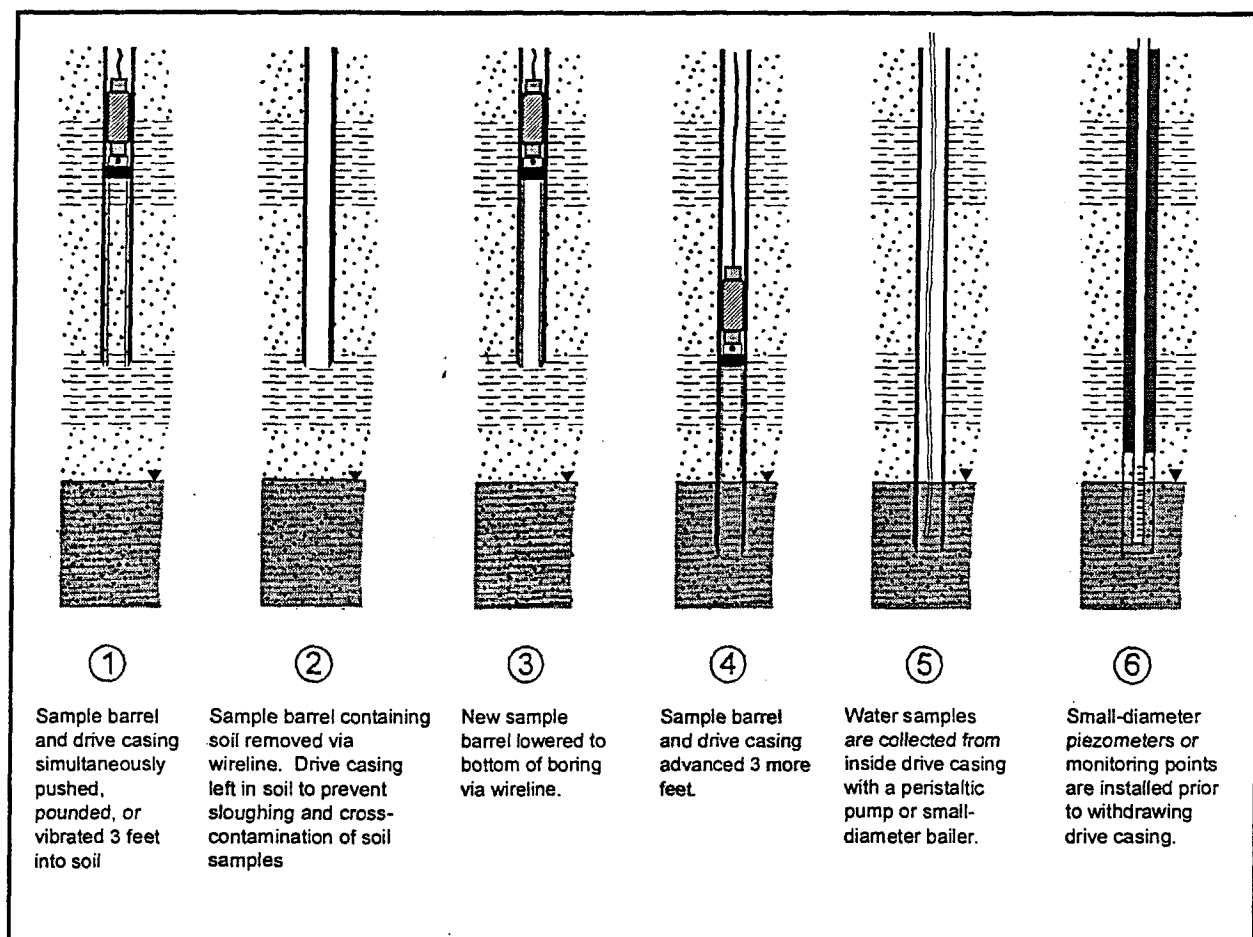 ①
Sample barrel
and drive casing
simultaneously
pushed,
pounded, or
vibrated 3 feet
into soil
②
Sample barrel containing
soil removed via
wireline. Drive casing
left in soil to prevent
sloughing and cross-
contamination of soil
samples
③
New sample
barrel lowered to
bottom of boring
via wireline.
④
Sample barrel
and drive casing
advanced 3 more
feet.
⑤
Water samples
are collected from
inside drive casing
with a peristaltic
pump or small-
diameter bailer.
⑥
Small-diameter
piezometers or
monitoring points
are installed prior
to withdrawing
drive casing.